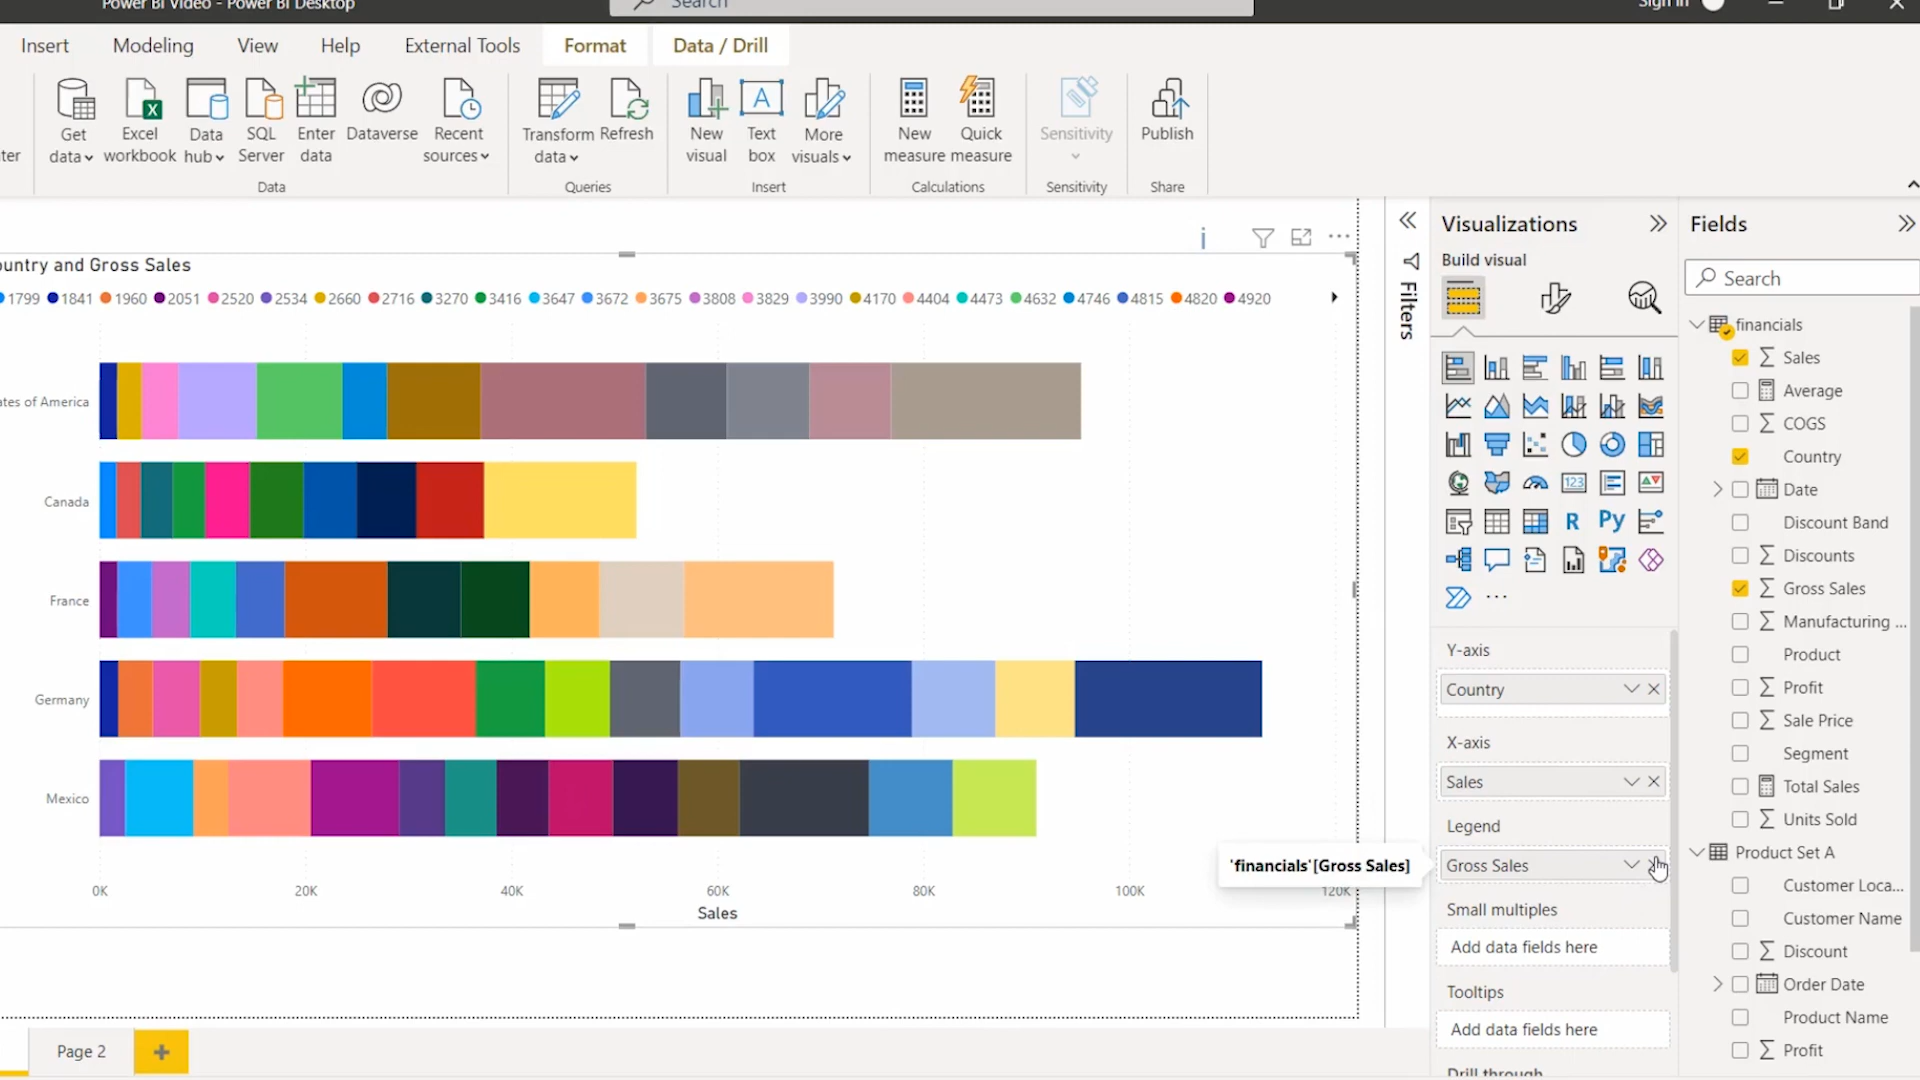 Power BI Video - Power BI Desktop
Search
Sign in
Insert
Modeling
View
Help
External Tools
Format
Data / Drill
Get data
Excel workbook
Data hub
SQL Server
Enter data
Dataverse
Recent sources
Transform data
Refresh
New visual
Text box
More visuals
New measure
Quick measure
Sensitivity
Publish
Data
Queries
Insert
Calculations
Sensitivity
Share
ountry and Gross Sales
1799 1841 1960 2051 2520 2534 2660 2716 3270 3416 3647 3672 3675 3808 3829 3990 4170 4404 4473 4632 4746 4815 4820 4920
tes of America
Canada
France
Germany
Mexico
0K 20K 40K 60K 80K 100K 120K
Sales
'financials'[Gross Sales]
Page 2
Filters
Visualizations
Build visual
123
R
Py
Y-axis
Country
X-axis
Sales
Legend
Gross Sales
Small multiples
Add data fields here
Tooltips
Add data fields here
Drill through
Fields
Search
financials
Sales
Average
COGS
Country
Date
Discount Band
Discounts
Gross Sales
Manufacturing ...
Product
Profit
Sale Price
Segment
Total Sales
Units Sold
Product Set A
Customer Loca...
Customer Name
Discount
Order Date
Product Name
Profit